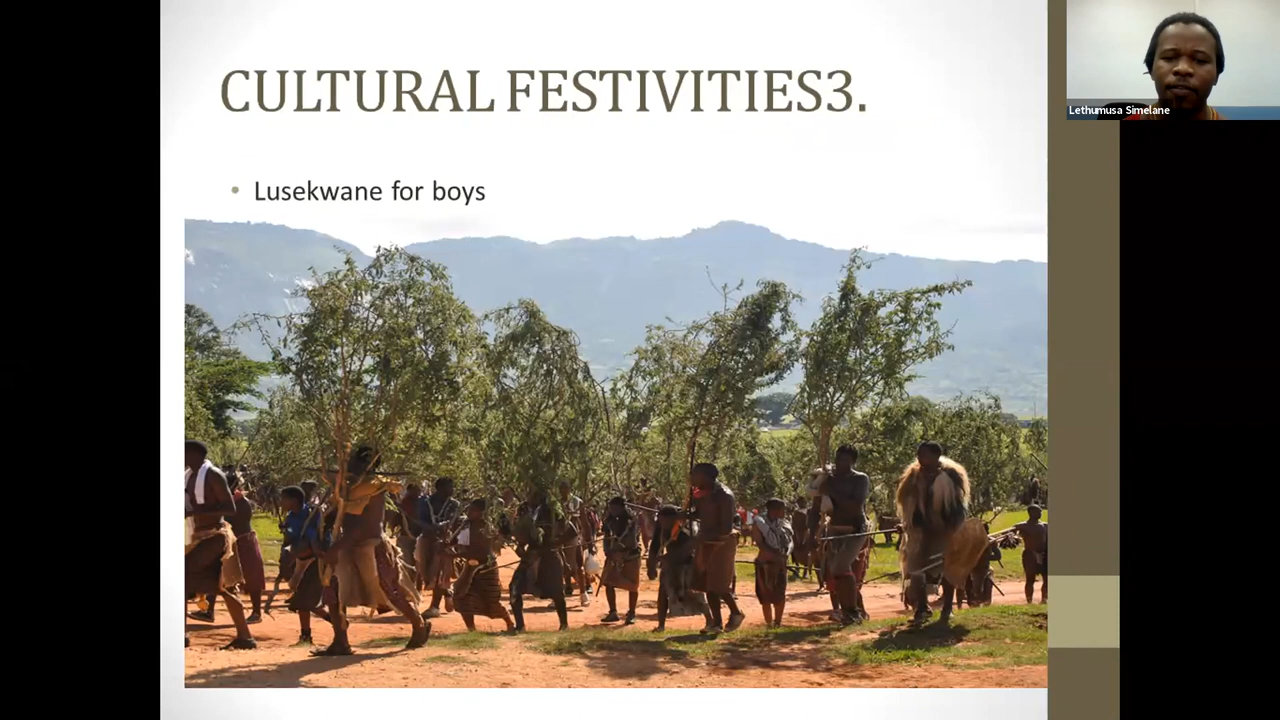 CULTURAL FESTIVITIES3.
Lethumusa Simelane
• Lusekwane for boys